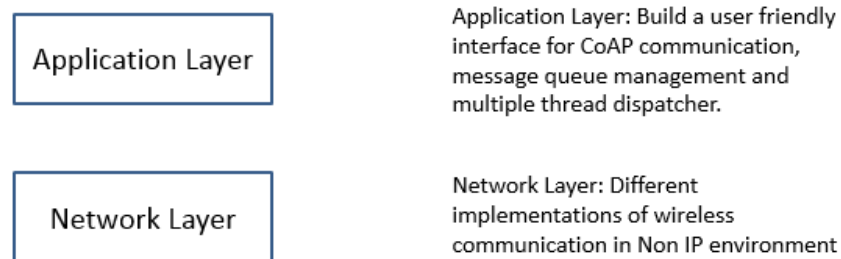 Application Layer
Application Layer: Build a user friendly
interface for CoAP communication,
message queue management and
multiple thread dispatcher.
Network Layer
Network Layer: Different
implementations of wireless
communication in Non IP environment